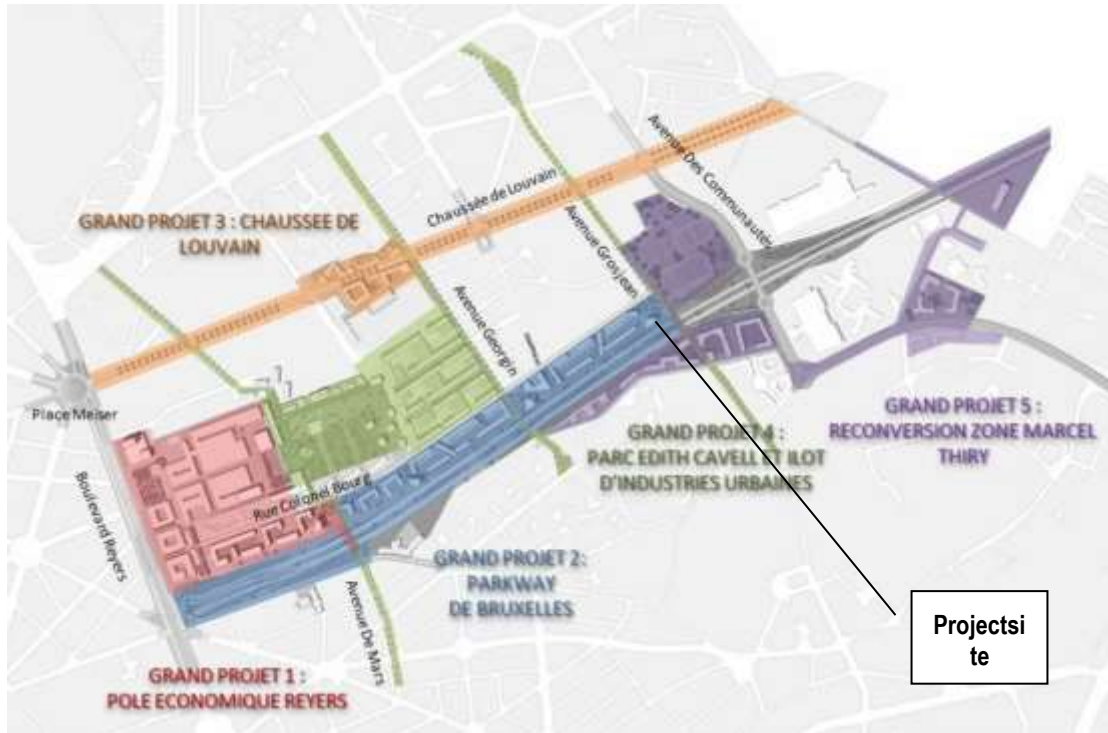 Avenue Des Communautés
Chaussée de Louvain
GRAND PROJET 3 : CHAUSSEE DE
LOUVAIN
Avenue Grosjean
Avenue Georgin
Place Meiser
GRAND PROJET 5 :
RECONVERSION ZONE MARCEL
THIRY
GRAND PROJET 4 :
PARC EDITH CAVELL ET ILOT
D'INDUSTRIES URBAINES
Rue Colonel Bourg
Boulevard Reyers
GRAND PROJET 2:
PARKWAY
DE BRUXELLES
Avenue De Mars
Projectsi
te
GRAND PROJET 1 :
POLE ECONOMIQUE REYERS